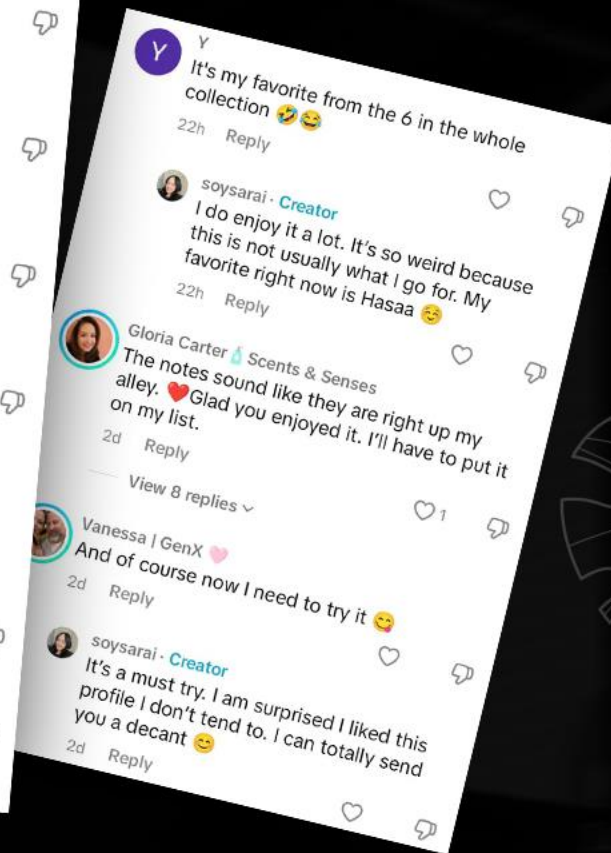 Y
Y
It's my favorite from the 6 in the whole
collection 🤣😂
22h Reply
soysarai · Creator
I do enjoy it a lot. It's so weird because
this is not usually what I go for. My
favorite right now is Hasaa ☺️
22h Reply
Gloria Carter🧴Scents & Senses
The notes sound like they are right up my
alley. ❤️Glad you enjoyed it. I'll have to put it
on my list.
2d Reply
View 8 replies
1
Vanessa | GenX 🩷
And of course now I need to try it 😋
2d Reply
soysarai · Creator
It's a must try. I am surprised I liked this
profile I don't tend to. I can totally send
you a decant 😊
2d Reply